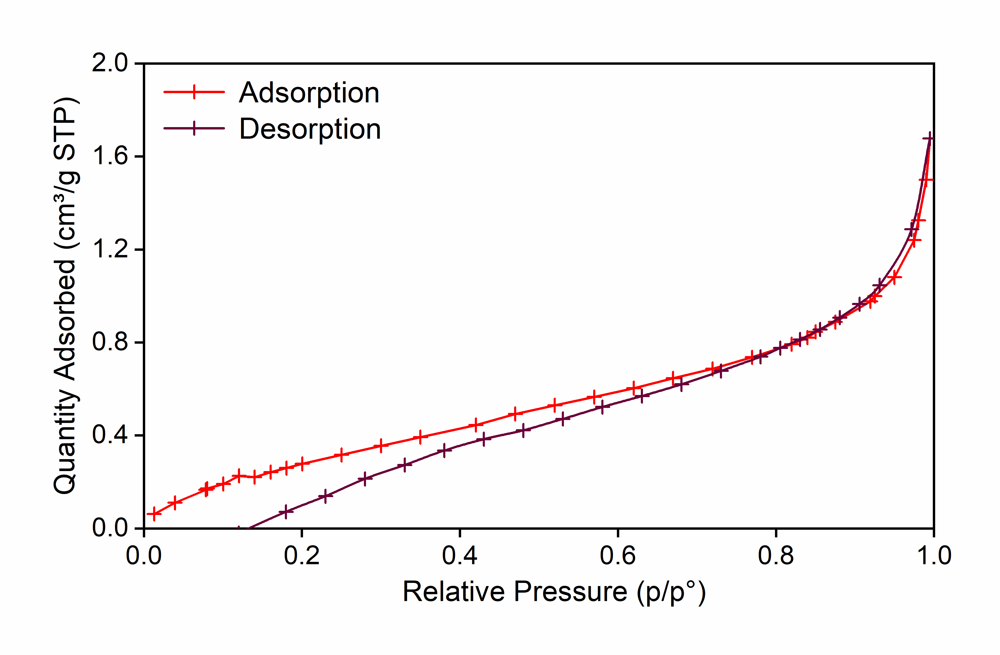 Adsorption
Desorption
Quantity Adsorbed (cm³/g STP)
2.0
1.6
1.2
0.8
0.4
0.0
0.0 0.2 0.4 0.6 0.8 1.0
Relative Pressure (p/p°)